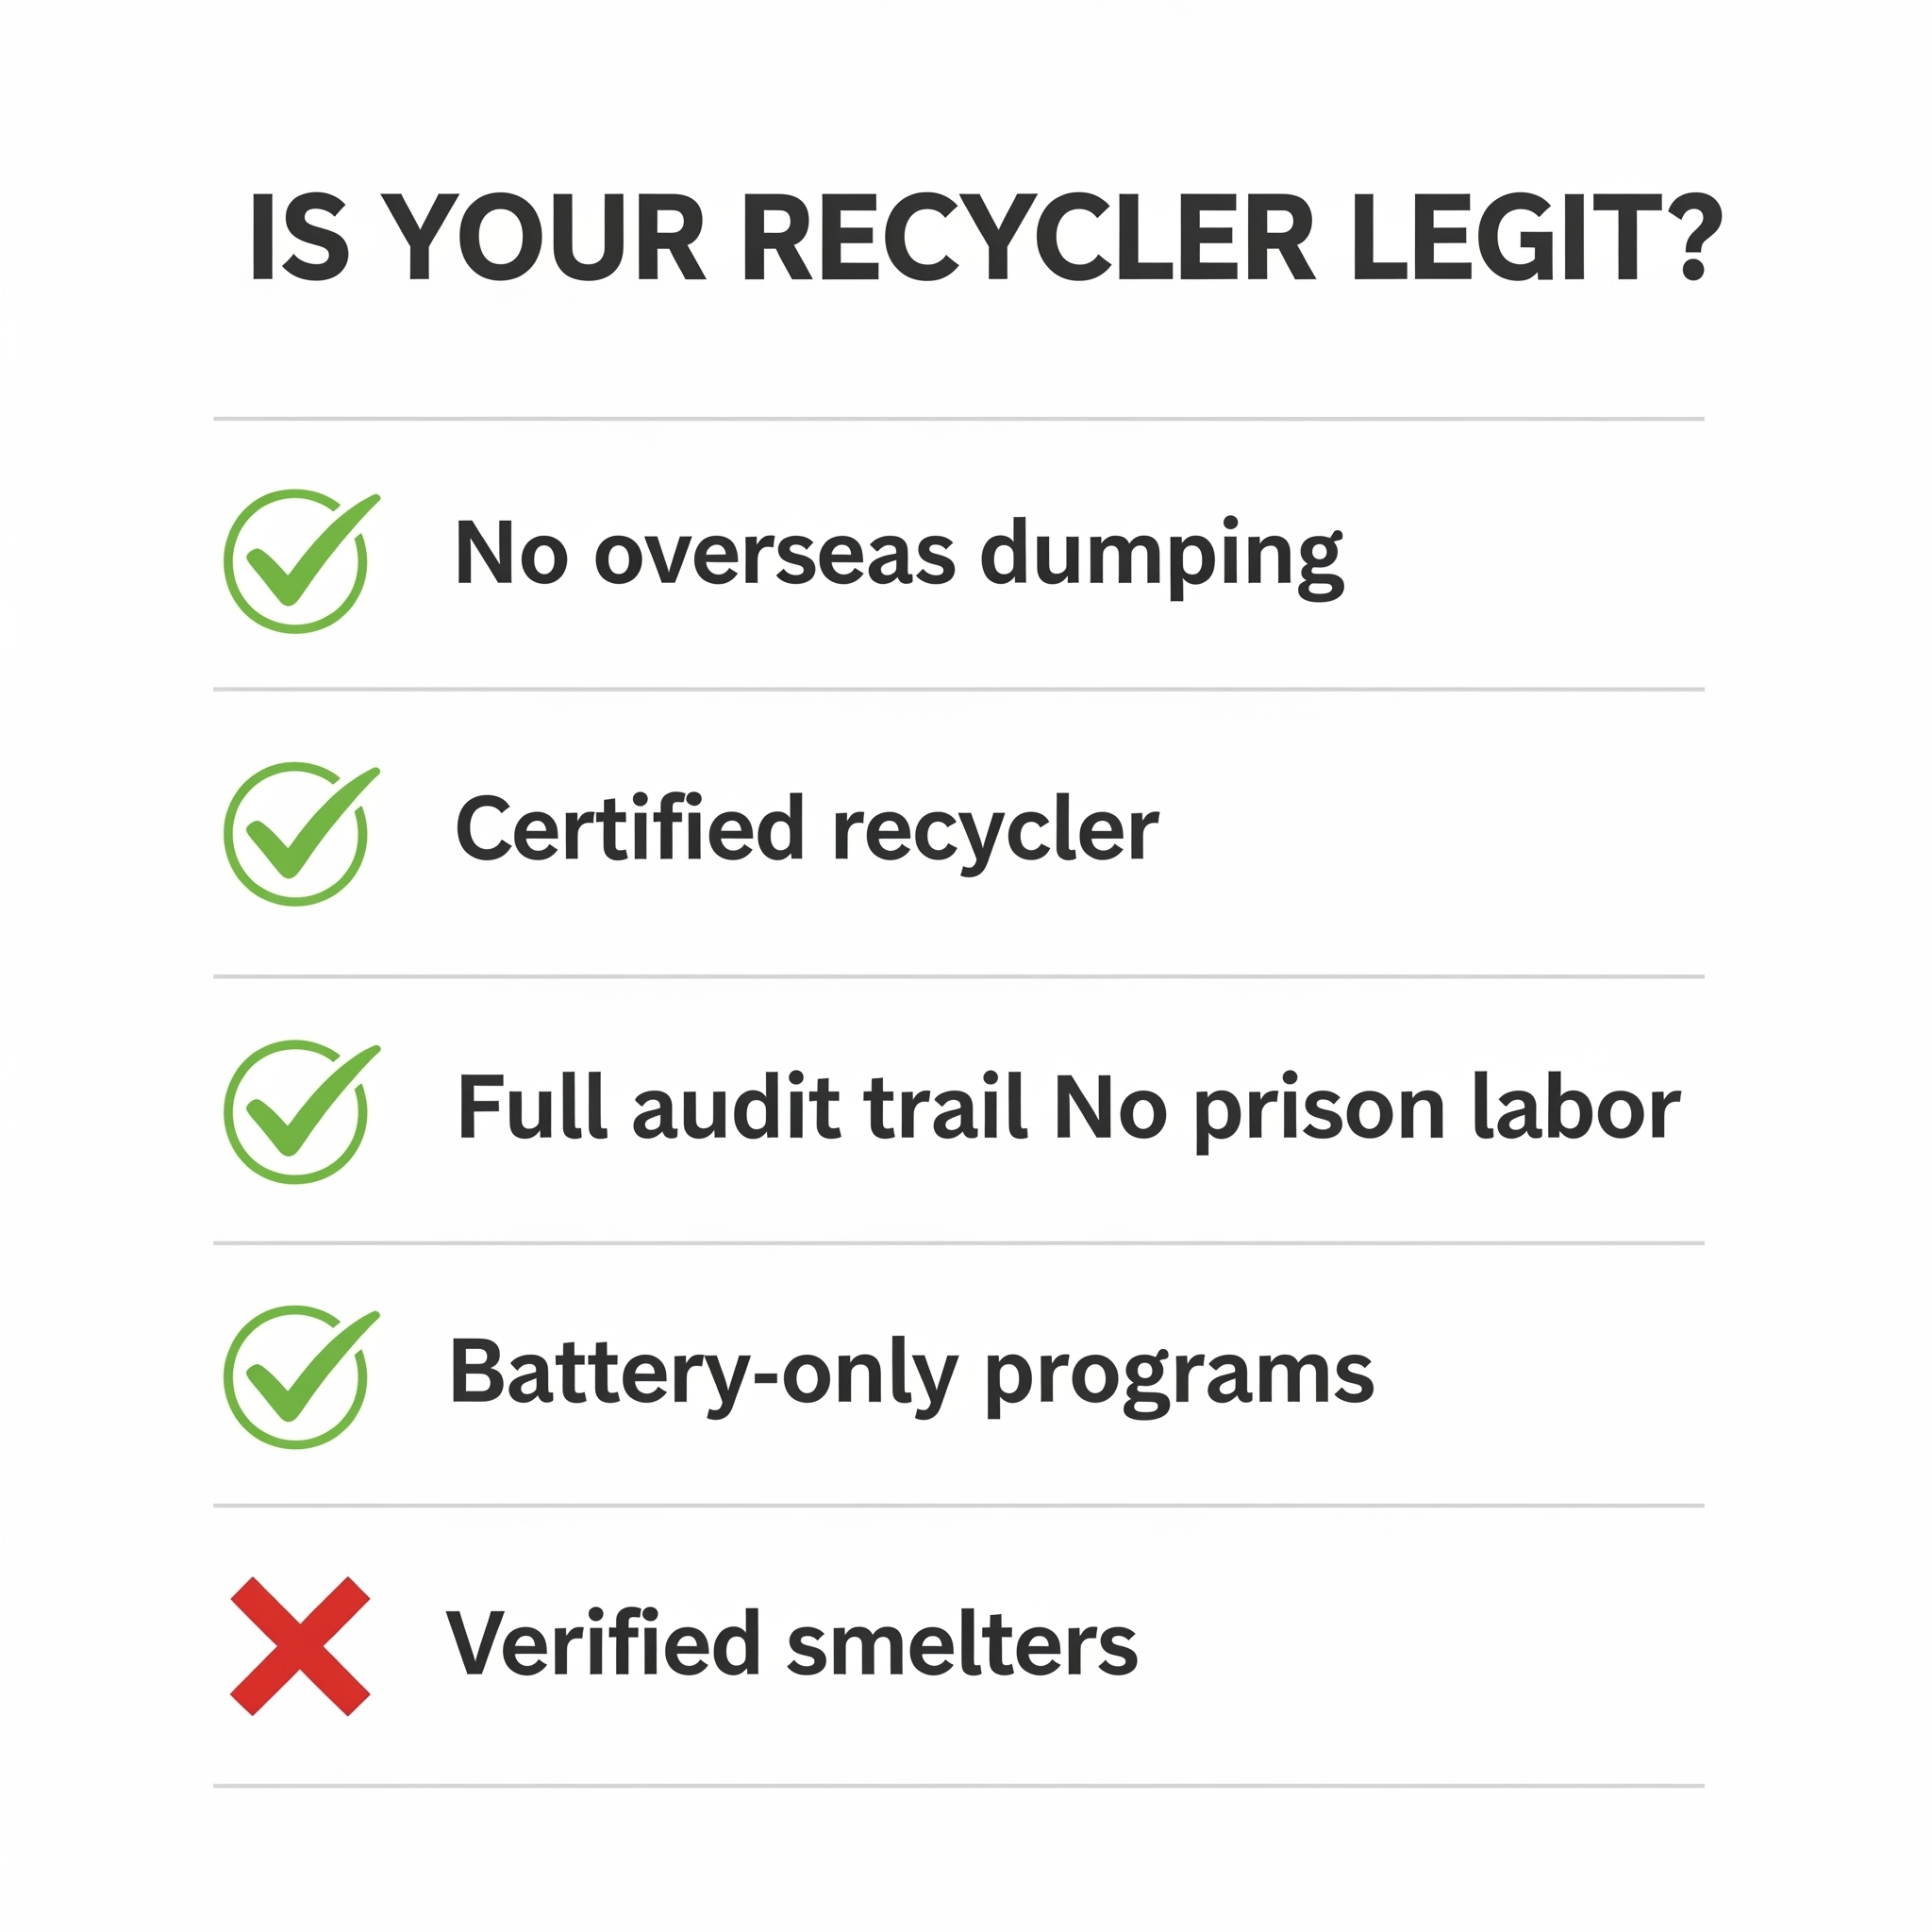 IS YOUR RECYCLER LEGIT?
No overseas dumping
Certified recycler
Full audit trail No prison labor
Battery-only programs
Verified smelters